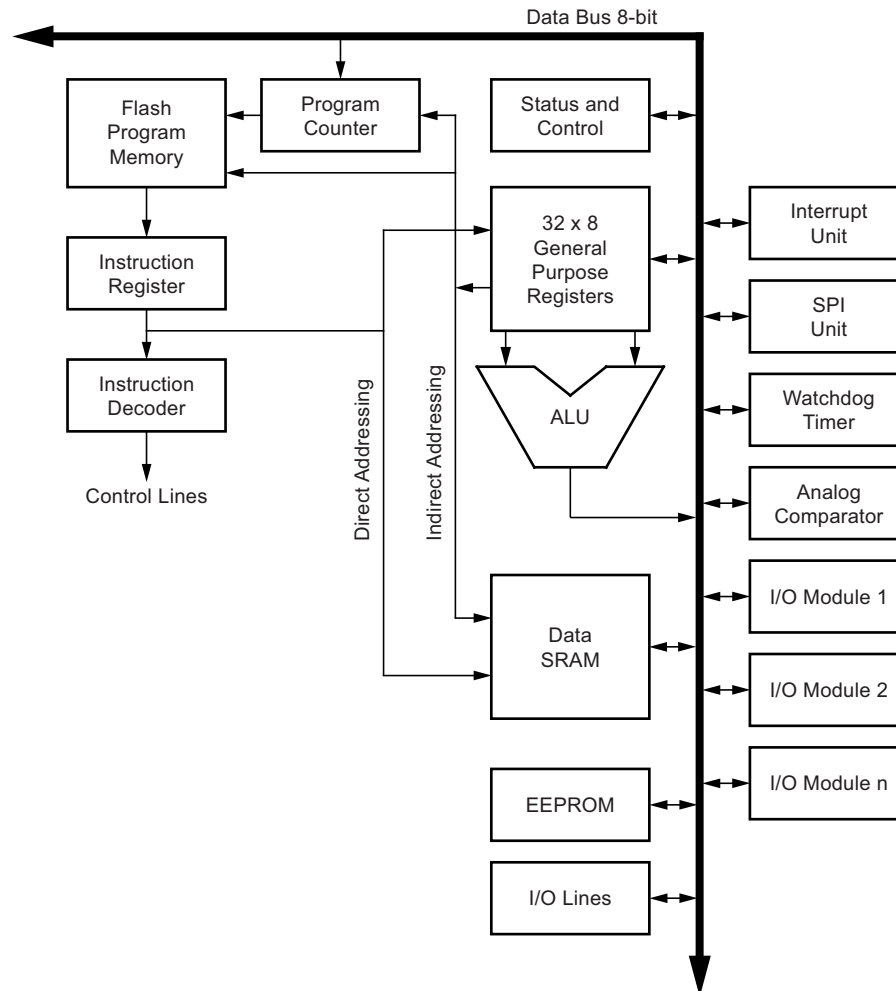 Data Bus 8-bit
Flash
Program
Memory
Program
Counter
Status and
Control
32 x 8
General
Purpose
Registers
Interrupt
Unit
Instruction
Register
SPI
Unit
Instruction
Decoder
Direct Addressing
Indirect Addressing
ALU
Watchdog
Timer
Control Lines
Analog
Comparator
Data
SRAM
I/O Module 1
I/O Module 2
EEPROM
I/O Module n
I/O Lines